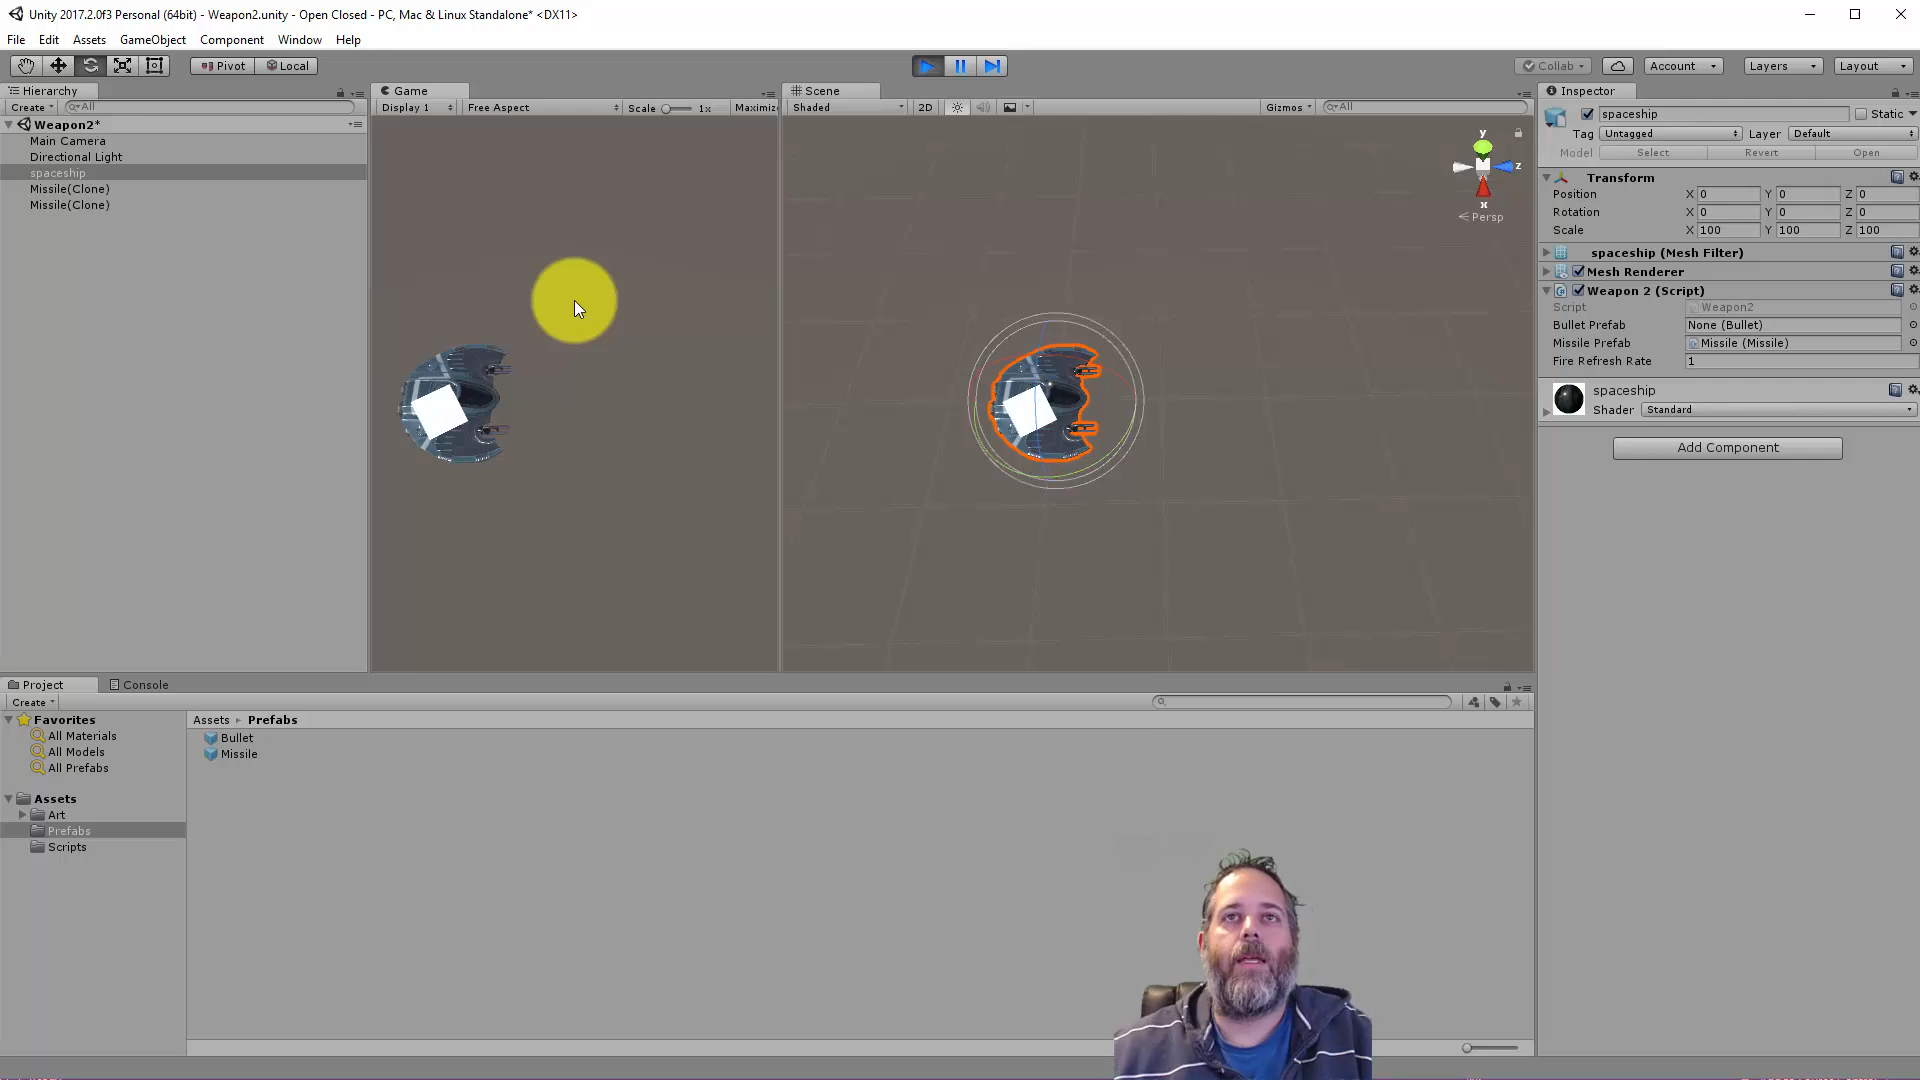 Unity 2017.2.0f3 Personal (64bit) - Weapon2.unity - Open Closed - PC, Mac & Linux Standalone* <DX11>
File Edit Assets GameObject Component Window Help
Pivot Local Collab Account Layers Layout
Hierarchy
Create All
Weapon2*
Main Camera
Directional Light
spaceship
Missile(Clone)
Missile(Clone)
Game
Display 1 Free Aspect Scale 1x Maximiz
Scene
Shaded 2D Gizmos All
y
z
x
Persp
Inspector
spaceship Static
Tag Untagged Layer Default
Model Select Revert Open
Transform
Position X 0 Y 0 Z 0
Rotation X 0 Y 0 Z 0
Scale X 100 Y 100 Z 100
spaceship (Mesh Filter)
Mesh Renderer
Weapon 2 (Script)
Script Weapon2
Bullet Prefab None (Bullet)
Missile Prefab Missile (Missile)
Fire Refresh Rate 1
spaceship
Shader Standard
Add Component
Project Console
Create
Favorites
All Materials
All Models
All Prefabs
Assets
Art
Prefabs
Scripts
Assets Prefabs
Bullet
Missile